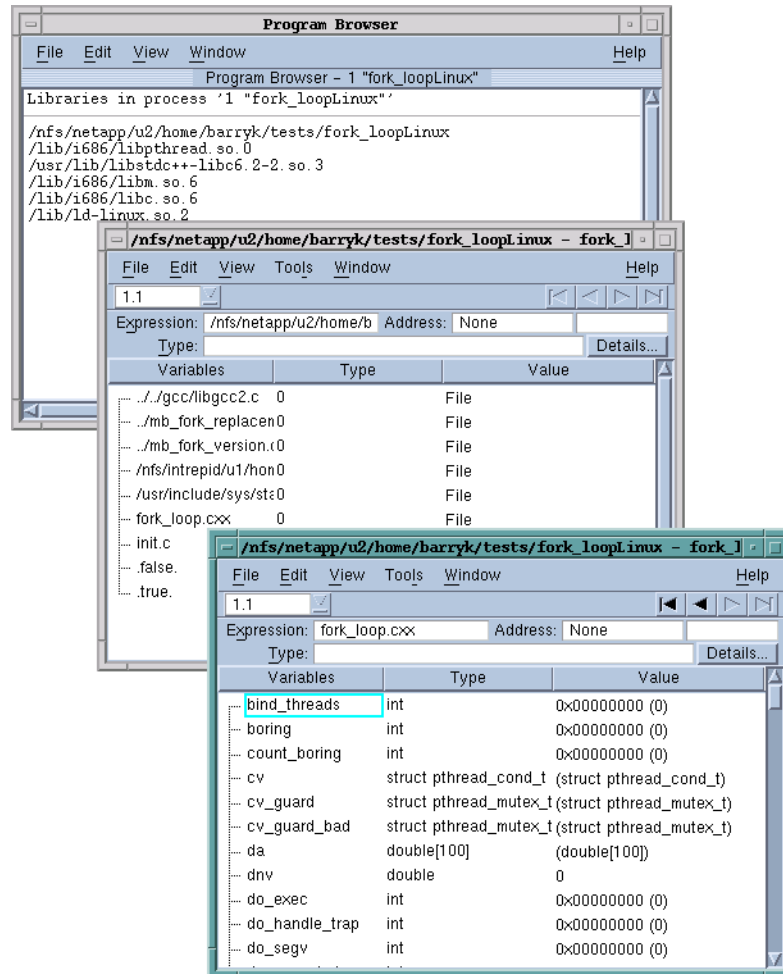 Program Browser
File Edit View Window Help
Program Browser - 1 "fork_loopLinux"
Libraries in process '1 "fork_loopLinux"'
/nfs/netapp/u2/home/barryk/tests/fork_loopLinux
/lib/i686/libpthread.so.0
/usr/lib/libstdc++-libc6.2-2.so.3
/lib/i686/libm.so.6
/lib/i686/libc.so.6
/lib/ld-linux.so.2
/nfs/netapp/u2/home/barryk/tests/fork_loopLinux - fork_l
File Edit View Tools Window Help
1.1
Expression: /nfs/netapp/u2/home/b Address: None
Type: Details...
Variables Type Value
../../gcc/libgcc2.c 0 File
../mb_fork_replacen 0 File
../mb_fork_version.( 0 File
/nfs/intrepid/u1/hon 0 File
/usr/include/sys/sta 0 File
fork_loop.cxx 0 File
init.c
.false.
.true.
/nfs/netapp/u2/home/barryk/tests/fork_loopLinux - fork_l
File Edit View Tools Window Help
1.1
Expression: fork_loop.cxx Address: None
Type: Details...
Variables Type Value
bind_threads int 0x00000000 (0)
boring int 0x00000000 (0)
count_boring int 0x00000000 (0)
cv struct pthread_cond_t (struct pthread_cond_t)
cv_guard struct pthread_mutex_t (struct pthread_mutex_t)
cv_guard_bad struct pthread_mutex_t (struct pthread_mutex_t)
da double[100] (double[100])
dnv double 0
do_exec int 0x00000000 (0)
do_handle_trap int 0x00000000 (0)
do_segv int 0x00000000 (0)